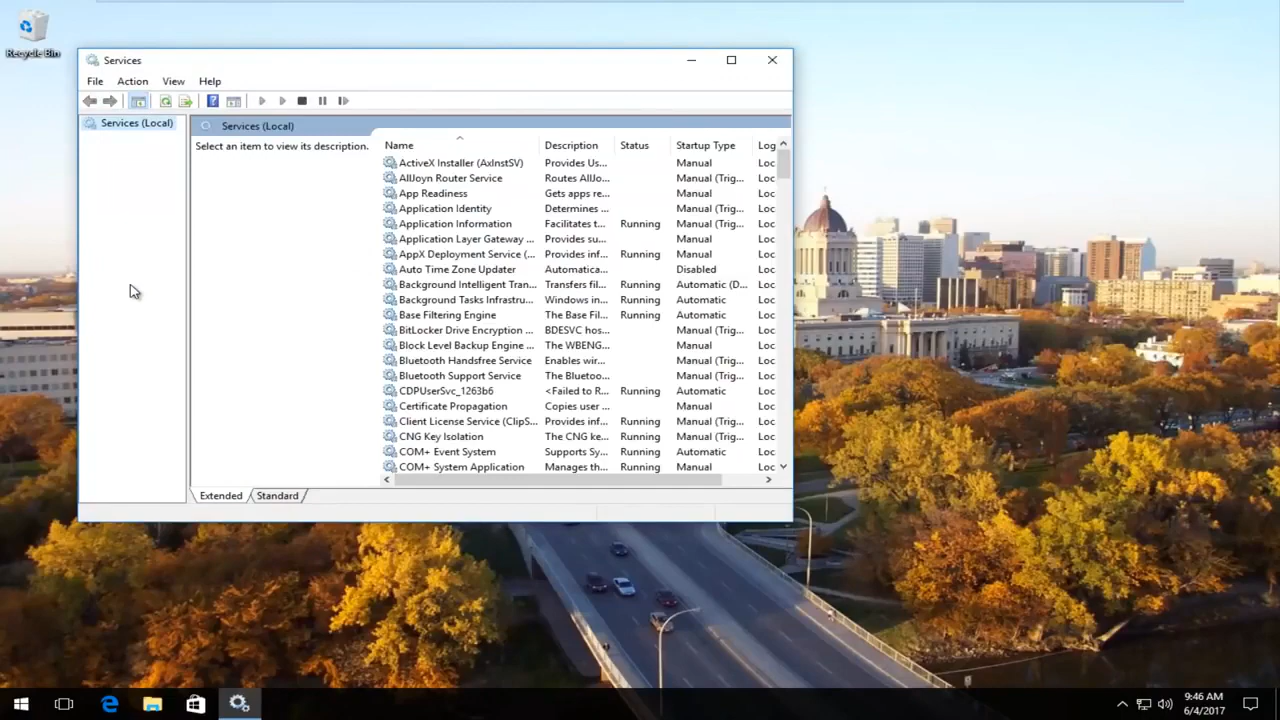 Recycle Bin
Services
File Action View Help
Services (Local)
Services (Local)
Select an item to view its description.
Name Description Status Startup Type Log
ActiveX Installer (AxInstSV) Provides Us... Manual Loc
AllJoyn Router Service Routes AllJo... Manual (Trig... Loc
App Readiness Gets apps re... Manual Loc
Application Identity Determines ... Manual (Trig... Loc
Application Information Facilitates t... Running Manual (Trig... Loc
Application Layer Gateway ... Provides su... Manual Loc
AppX Deployment Service (... Provides inf... Running Manual Loc
Auto Time Zone Updater Automatica... Disabled Loc
Background Intelligent Tran... Transfers fil... Running Automatic (D... Loc
Background Tasks Infrastru... Windows in... Running Automatic Loc
Base Filtering Engine The Base Fil... Running Automatic Loc
BitLocker Drive Encryption ... BDESVC hos... Manual (Trig... Loc
Block Level Backup Engine ... The WBENG... Manual Loc
Bluetooth Handsfree Service Enables wir... Manual (Trig... Loc
Bluetooth Support Service The Bluetoo... Manual (Trig... Loc
CDPUserSvc_1263b6 <Failed to R... Running Automatic Loc
Certificate Propagation Copies user ... Manual Loc
Client License Service (ClipS... Provides inf... Running Manual (Trig... Loc
CNG Key Isolation The CNG ke... Running Manual (Trig... Loc
COM+ Event System Supports Sy... Running Automatic Loc
COM+ System Application Manages th... Running Manual Loc
Extended Standard
9:46 AM
6/4/2017